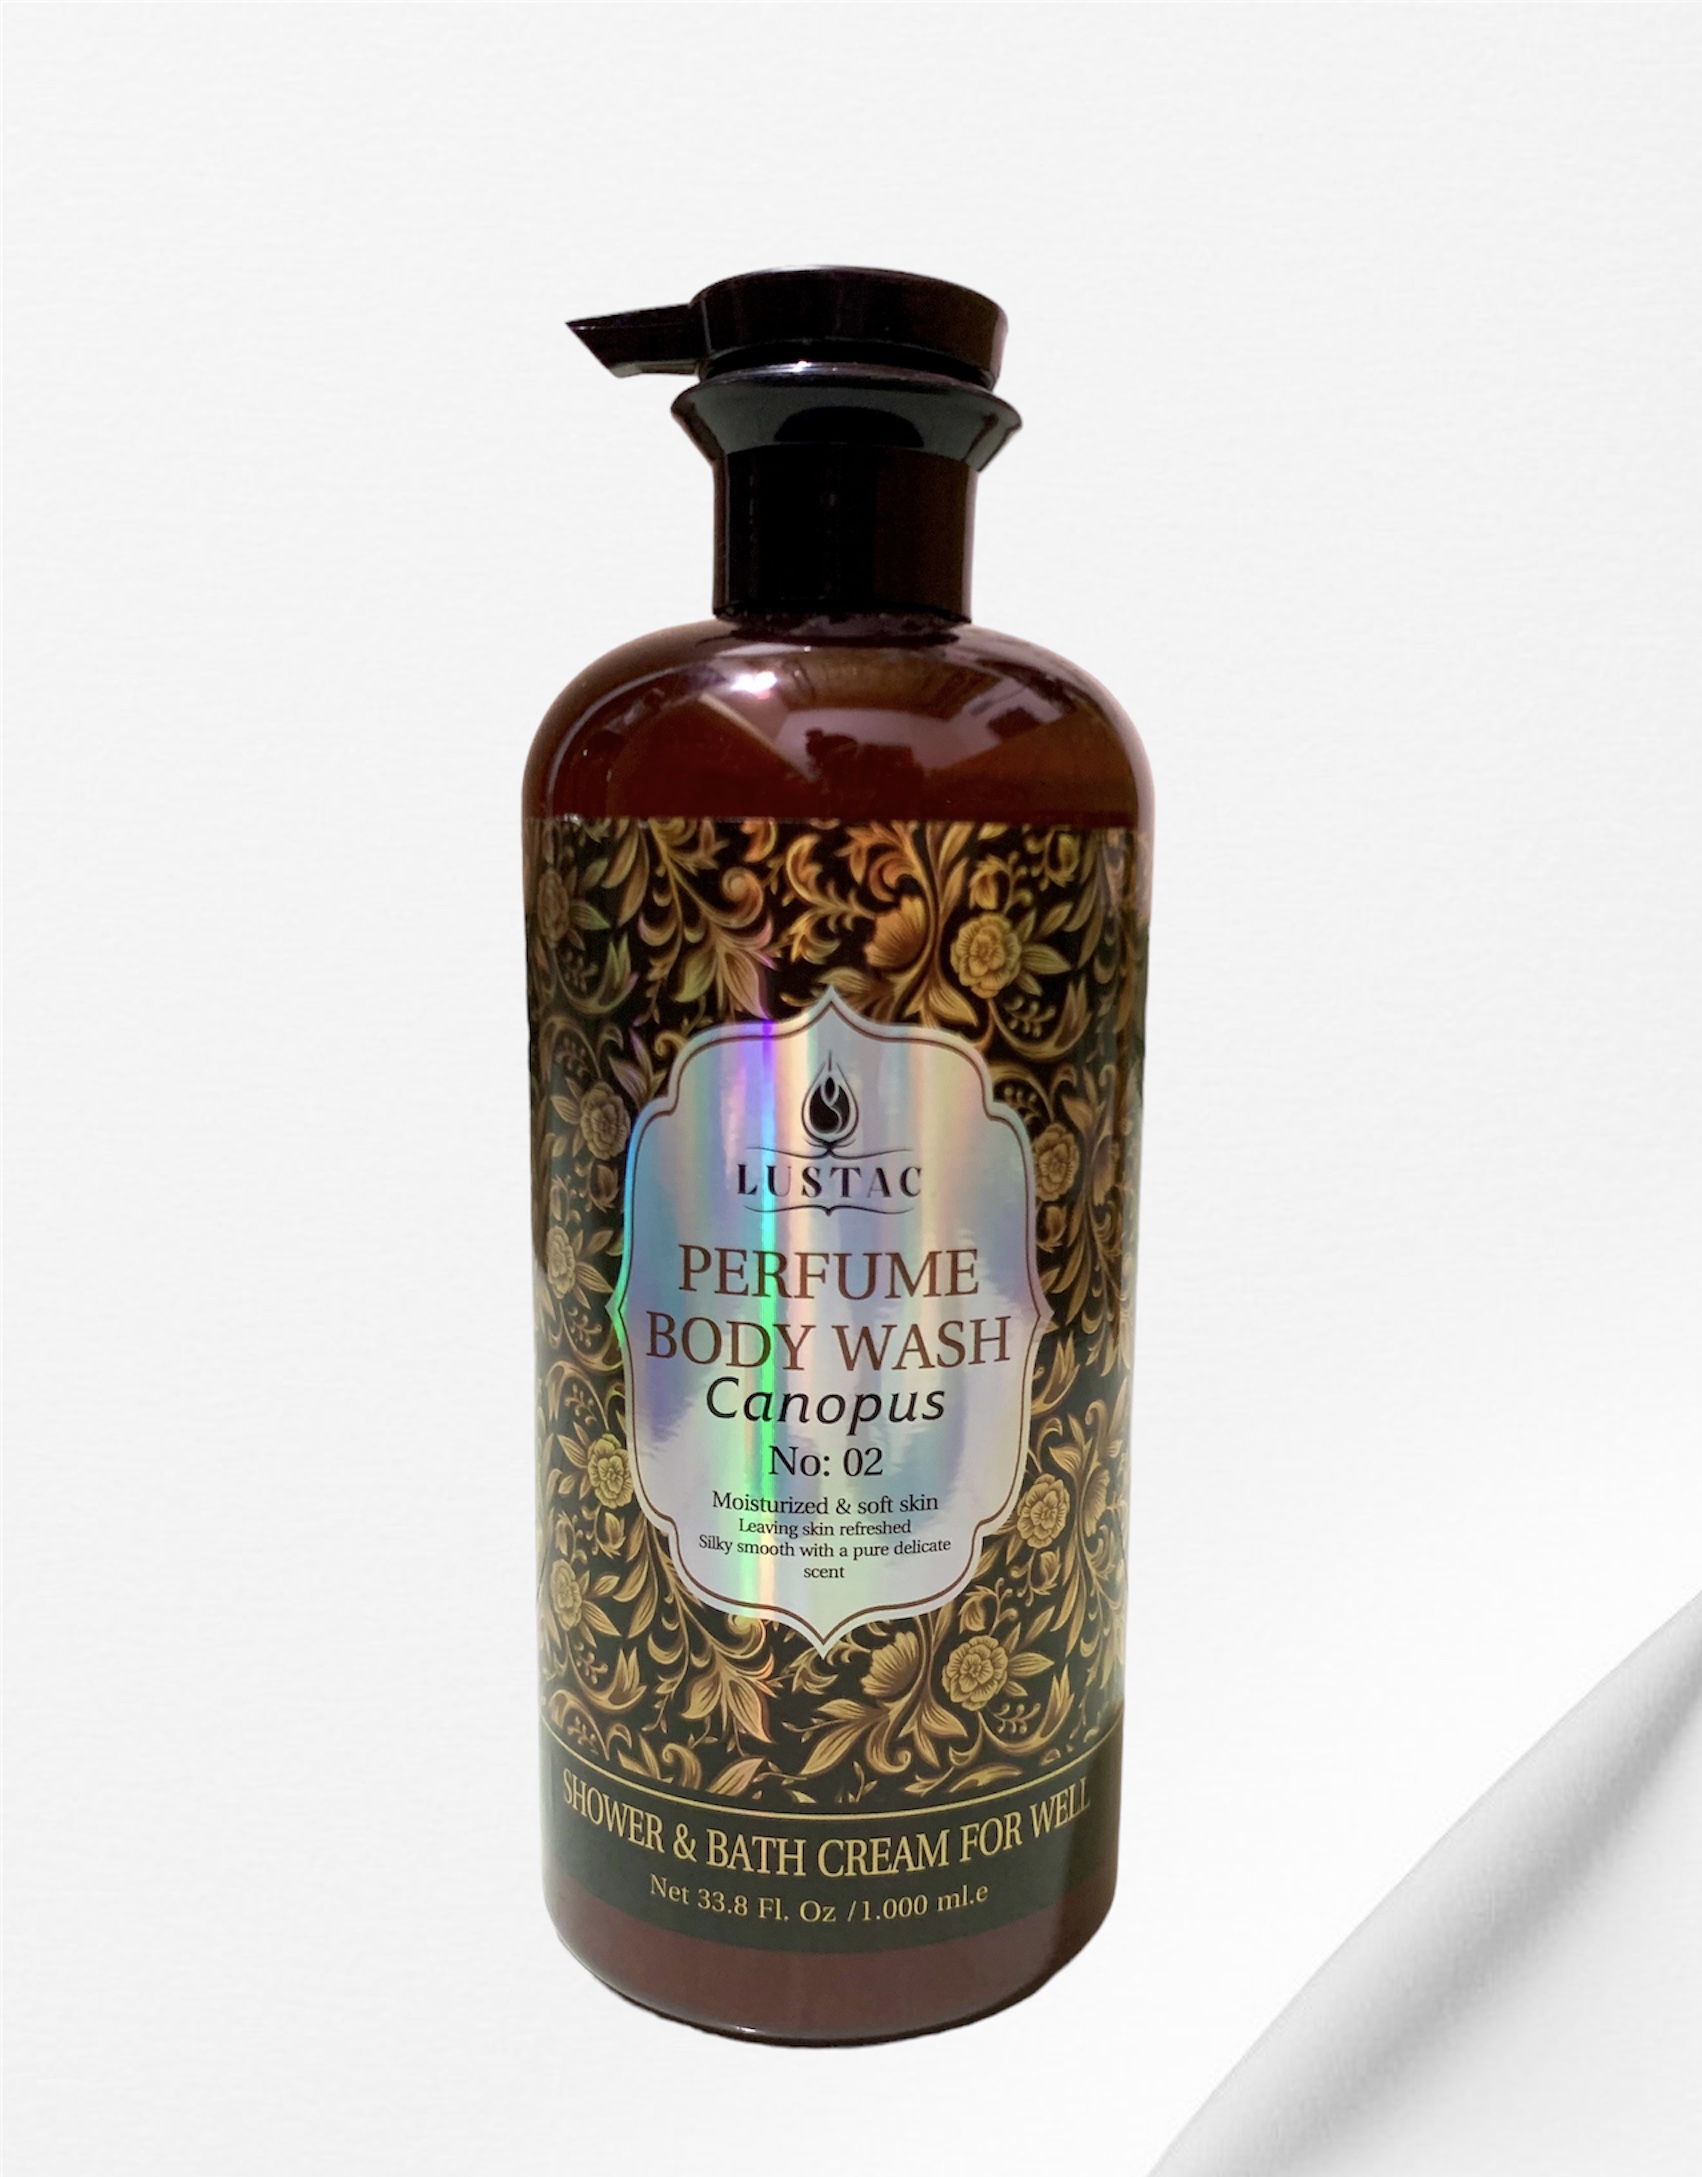 LUSTAC
PERFUME
BODY WASH
Canopus
No: 02
Moisturized & soft skin
Leaving skin refreshed
Silky smooth with a pure delicate
scent
SHOWER & BATH CREAM FOR WELL
Net 33.8 Fl. Oz /1.000 ml.e